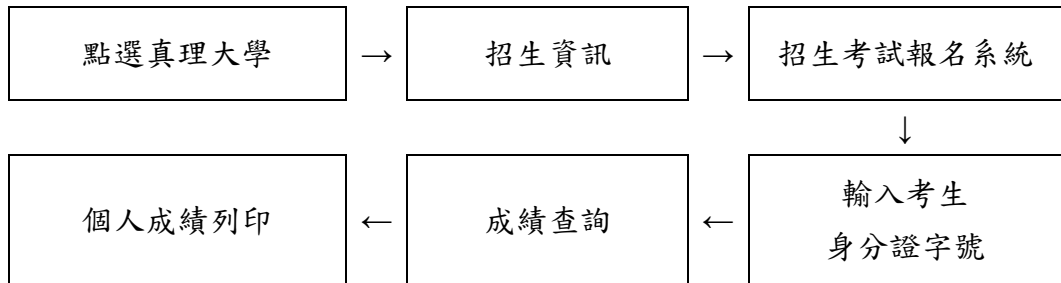 點選真理大學 → 招生資訊 → 招生考試報名系統
↓
輸入考生
身分證字號
← 成績查詢
← 個人成績列印